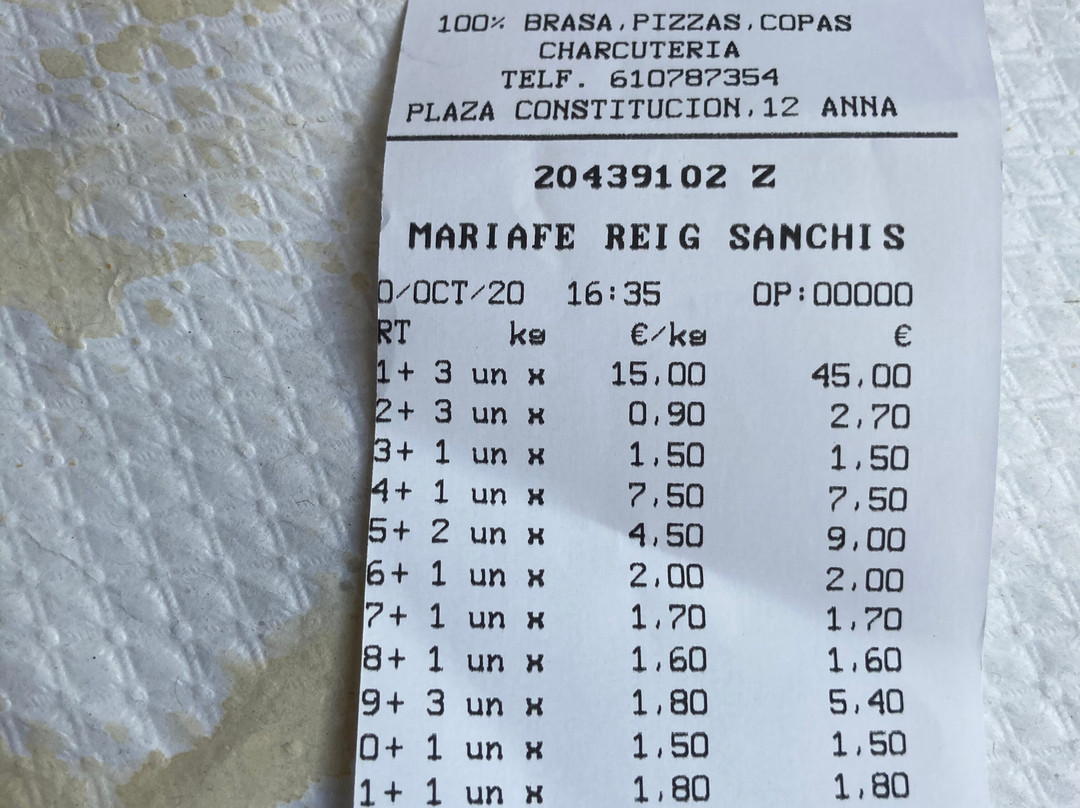 100% BRASA,PIZZAS,COPAS
CHARCUTERIA
TELF. 610787354
PLAZA CONSTITUCION,12 ANNA
20439102 Z
MARIAFE REIG SANCHIS
0/OCT/20 16:35 OP:00000
RT kg €/kg €
1+ 3 un x 15,00 45,00
2+ 3 un x 0,90 2,70
3+ 1 un x 1,50 1,50
4+ 1 un x 7,50 7,50
5+ 2 un x 4,50 9,00
6+ 1 un x 2,00 2,00
7+ 1 un x 1,70 1,70
8+ 1 un x 1,60 1,60
9+ 3 un x 1,80 5,40
0+ 1 un x 1,50 1,50
1+ 1 un x 1,80 1,80